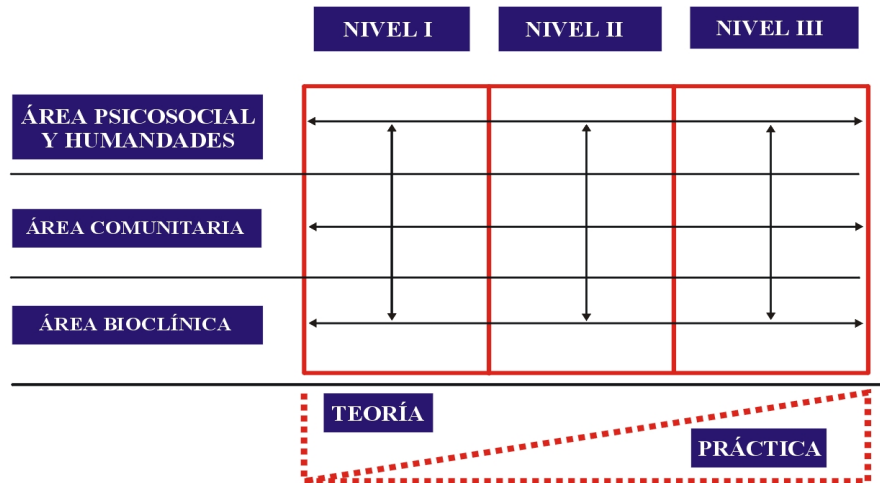 NIVEL I
NIVEL II
NIVEL III
ÁREA PSICOSOCIAL
Y HUMANDADES
ÁREA COMUNITARIA
ÁREA BIOCLÍNICA
TEORÍA
PRÁCTICA